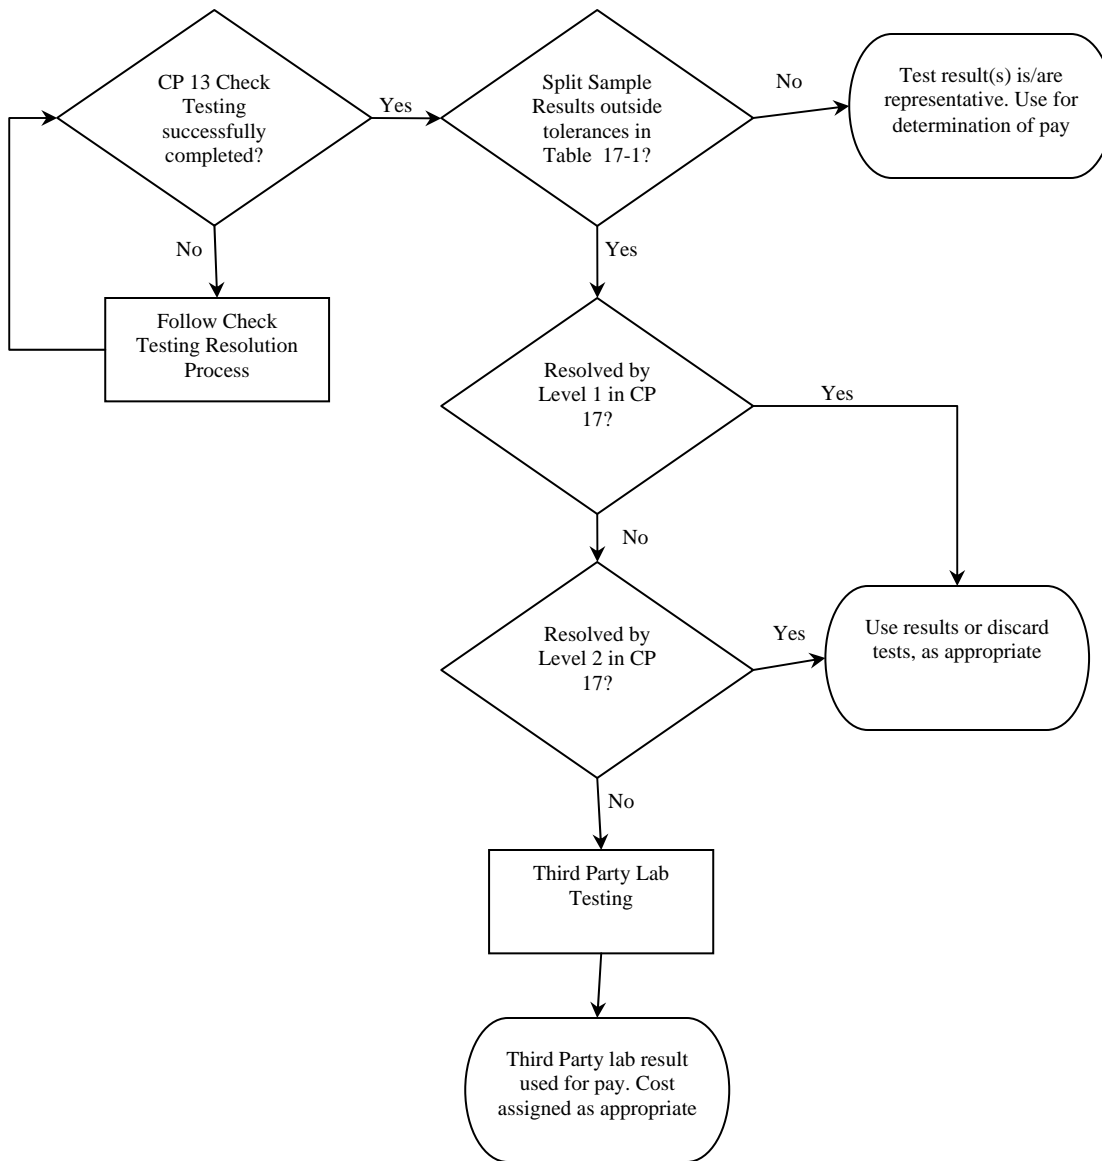 CP 13 Check
Testing
successfully
completed?
Yes
Split Sample
Results outside
tolerances in
Table  17-1?
No
Test result(s) is/are
representative. Use for
determination of pay
No
Yes
Follow Check
Testing Resolution
Process
Resolved by
Level 1 in CP
17?
Yes
No
Resolved by
Level 2 in CP
17?
Yes
Use results or discard
tests, as appropriate
No
Third Party Lab
Testing
Third Party lab result
used for pay. Cost
assigned as appropriate